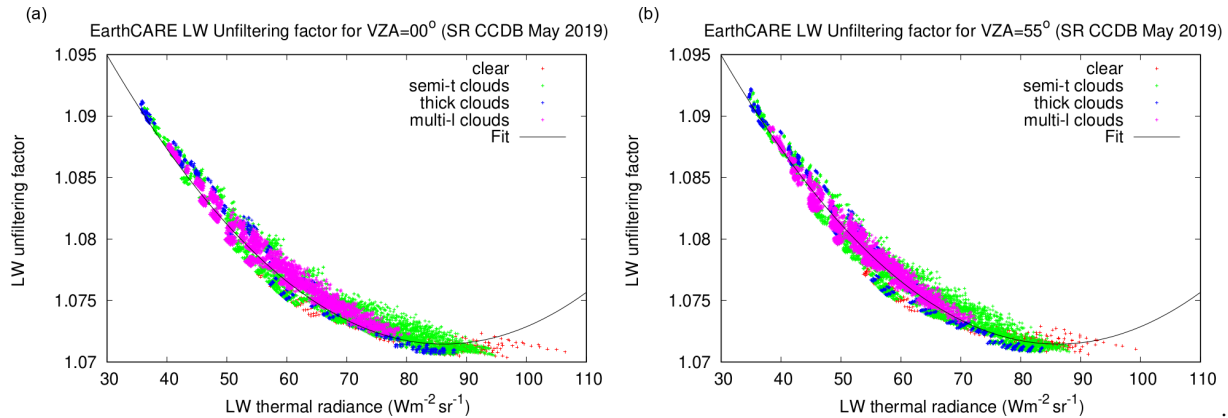 (a)
EarthCARE LW Unfiltering factor for VZA=00° (SR CCDB May 2019)
1.095
1.09
1.085
1.08
1.075
1.07
LW unfiltering factor
clear
semi-t clouds
thick clouds
multi-l clouds
Fit
30 40 50 60 70 80 90 100 110
LW thermal radiance (Wm⁻² sr⁻¹)
(b)
EarthCARE LW Unfiltering factor for VZA=55° (SR CCDB May 2019)
1.095
1.09
1.085
1.08
1.075
1.07
LW unfiltering factor
clear
semi-t clouds
thick clouds
multi-l clouds
Fit
30 40 50 60 70 80 90 100 110
LW thermal radiance (Wm⁻² sr⁻¹)
.